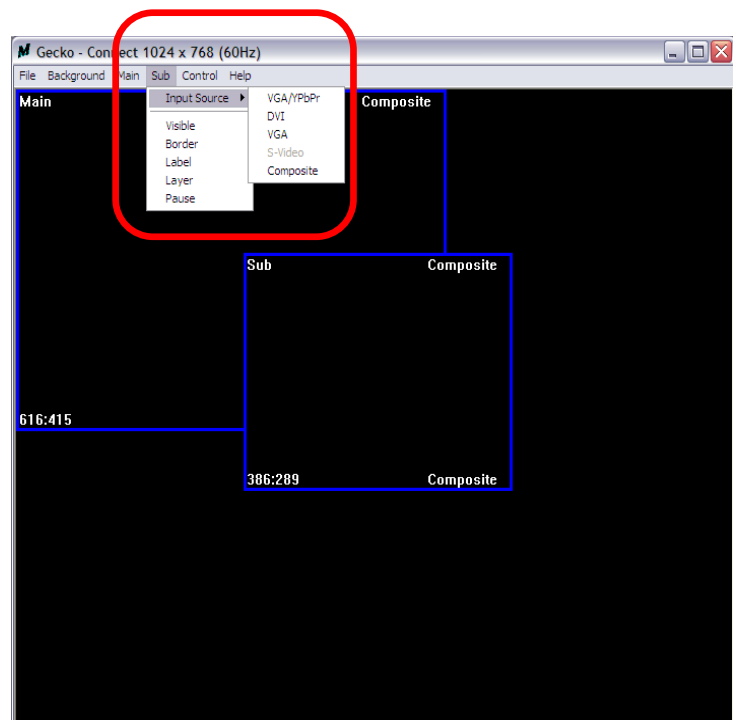 Gecko - Connect 1024 x 768 (60Hz)
File Background Main Sub Control Help
Main
Composite
Input Source
Visible
Border
Label
Layer
Pause
VGA/YPbPr
DVI
VGA
S-Video
Composite
616:415
Sub Composite
386:289 Composite